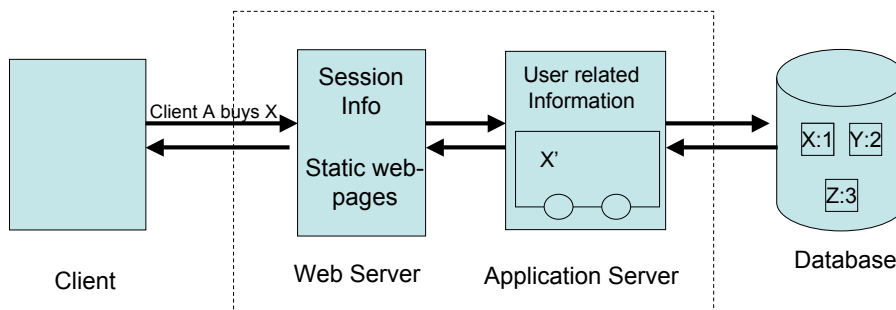 Client A buys X
Client
Session
Info
Static web-
pages
Web Server
User related
Information
X’
Application Server
X:1
Y:2
Z:3
Database